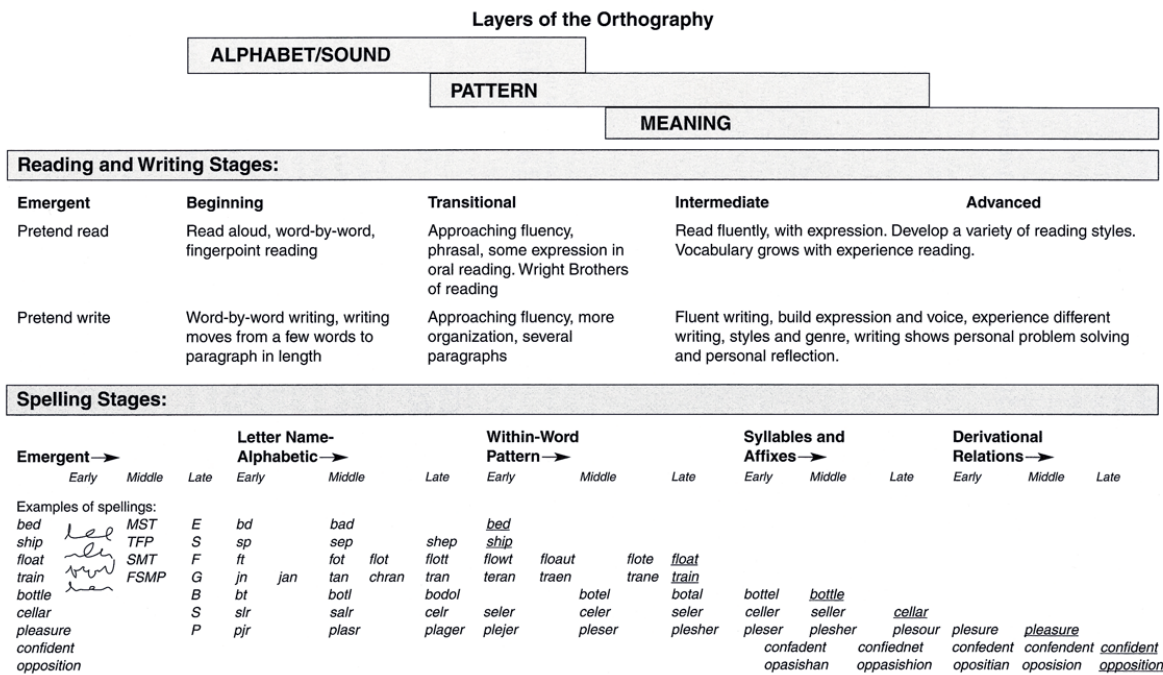 Layers of the Orthography
ALPHABET/SOUND
PATTERN
MEANING
Reading and Writing Stages:
Emergent Beginning Transitional Intermediate Advanced
Pretend read Read aloud, word-by-word, Approaching fluency, Read fluently, with expression. Develop a variety of reading styles.
fingerpoint reading phrasal, some expression in Vocabulary grows with experience reading.
oral reading. Wright Brothers
of reading
Pretend write Word-by-word writing, writing Approaching fluency, more Fluent writing, build expression and voice, experience different
moves from a few words to organization, several writing, styles and genre, writing shows personal problem solving
paragraph in length paragraphs and personal reflection.
Spelling Stages:
Letter Name- Within-Word Syllables and Derivational
Emergent→ Alphabetic→ Pattern→ Affixes→ Relations→
Early Middle Late Early Middle Late Early Middle Late Early Middle Late Early Middle Late
Examples of spellings:
bed MST E bd bad bed
ship TFP S sp sep shep ship
float SMT F ft fot flot flott flowt floaut flote float
train FSMP G jn jan tan chran tran teran traen trane train
bottle B bt botl bodol botel botal bottel bottle
cellar S slr salr celr seler celer seler celler seller cellar
pleasure P pjr plasr plager plejer pleser plesher pleser plesher plesour plesure pleasure
confident confadent confiednet confedent confendent confident
opposition opasishan oppasishion opositian oposision opposition